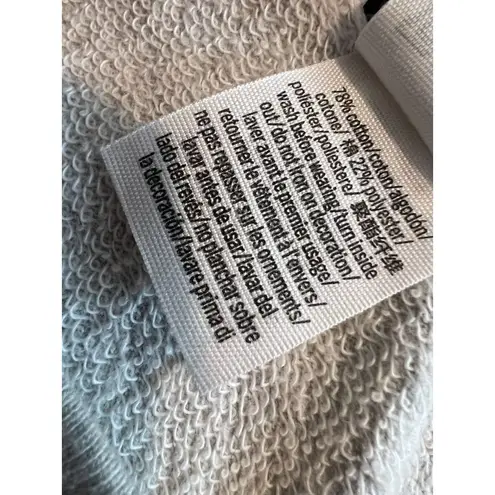 78% cotton/coton/algodón/
cotone/ 棉 22% polyester/
poliéster/poliestere/ 聚酯纤维
wash before wearing/turn inside
out/do not iron on decoration/
laver avant le premier usage/
retourner le vêtement à l'envers/
ne pas repasser sur les ornements/
lavar antes de usar/lavar del
lado del revés/no planchar sobre
la decoración/lavare prima di